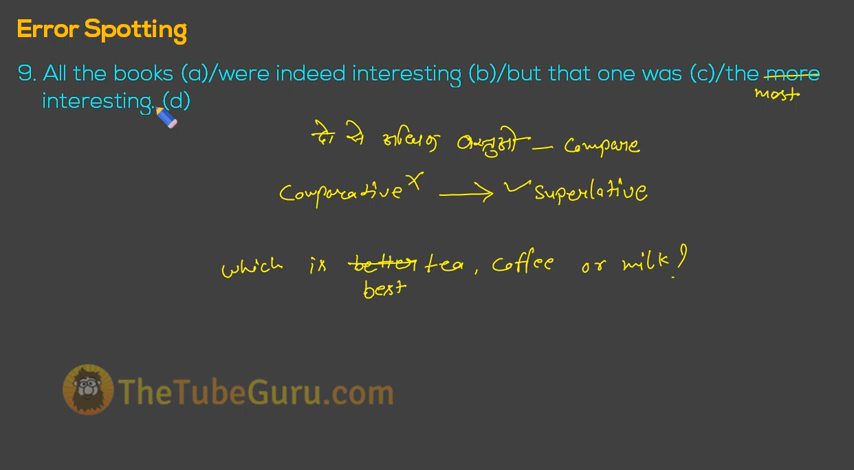 Error Spotting
9. All the books (a)/were indeed interesting (b)/but that one was (c)/the more
most
interesting. (d)
दो से अधिक वस्तुओं — compare
Comparative × → ✓ superlative
which is better tea, coffee or milk?
best
TheTubeGuru.com